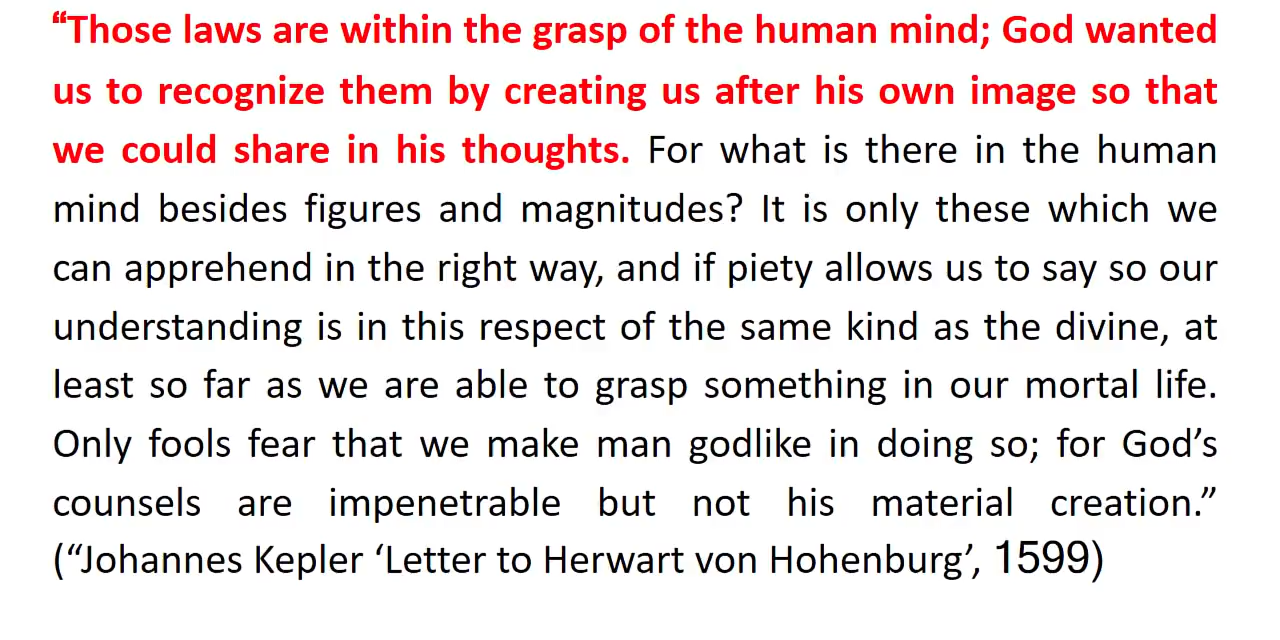 “Those laws are within the grasp of the human mind; God wanted
us to recognize them by creating us after his own image so that
we could share in his thoughts. For what is there in the human
mind besides figures and magnitudes? It is only these which we
can apprehend in the right way, and if piety allows us to say so our
understanding is in this respect of the same kind as the divine, at
least so far as we are able to grasp something in our mortal life.
Only fools fear that we make man godlike in doing so; for God’s
counsels are impenetrable but not his material creation.”
(“Johannes Kepler ‘Letter to Herwart von Hohenburg’, 1599)